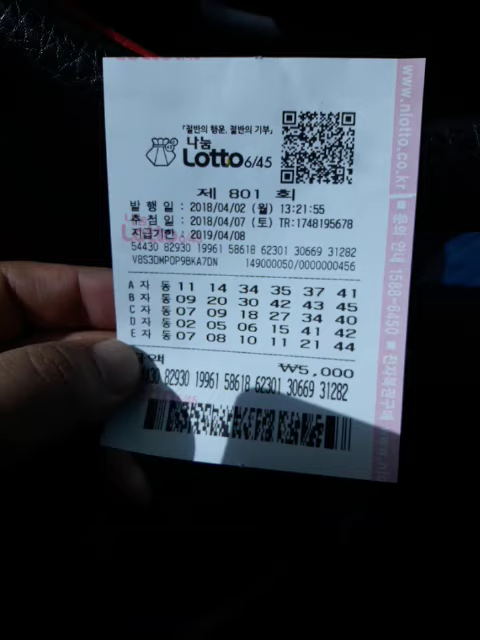 「절반의 행운, 절반의 기부」
나눔
Lotto 6/45
제 801 회
발 행 일 : 2018/04/02 (월) 13:21:55
추 첨 일 : 2018/04/07 (토) TR:1748195678
지급기한 : 2019/04/08
54430 82930 19961 58618 62301 30669 31282
V8S3DMPDP9BKA7DN 149000050/0000000456
A 자 동 11 14 34 35 37 41
B 자 동 09 20 30 42 43 45
C 자 동 07 09 18 27 34 40
D 자 동 02 05 06 15 41 42
E 자 동 07 08 10 11 21 44
₩5,000
82930 19961 58618 62301 30669 31282
www.nlotto.co.kr ■ 문의 안내 1588-6450 ■